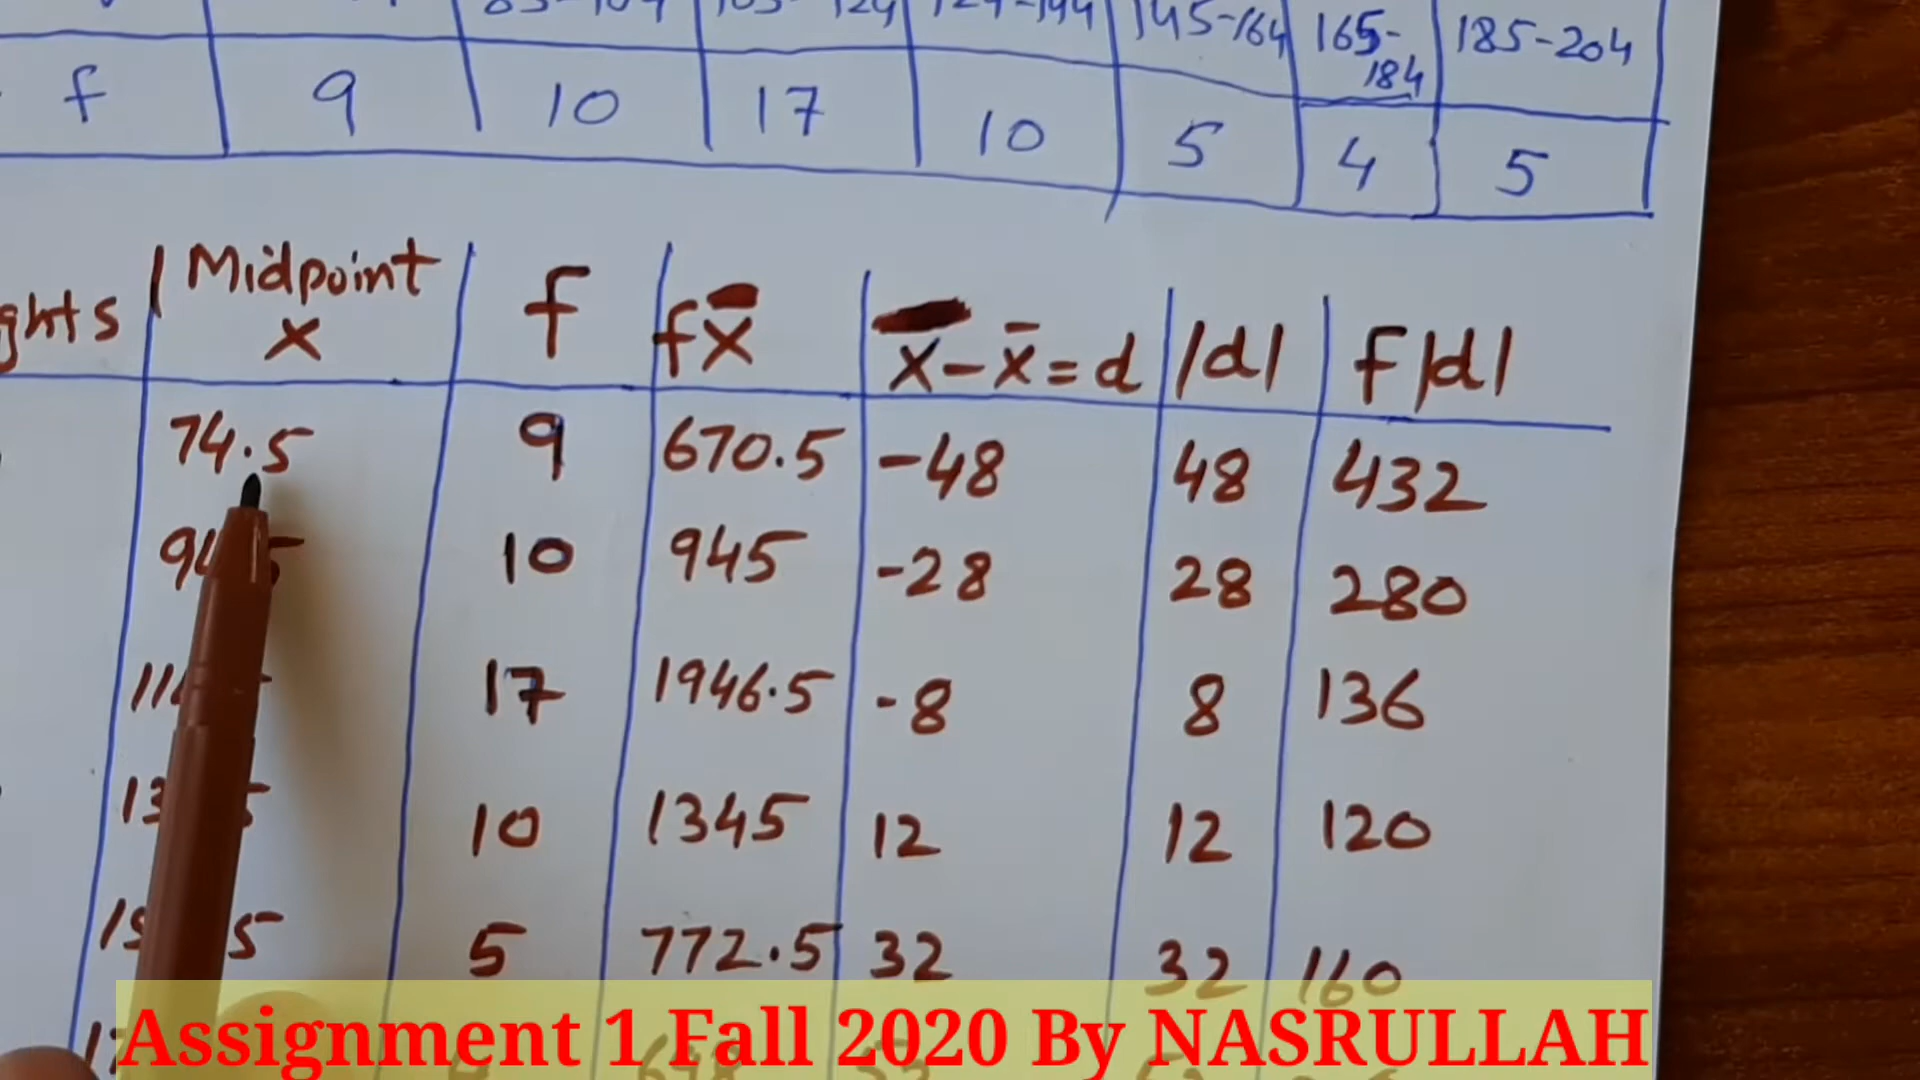 145-164 165-184 185-204
f 9 10 17 10 5 4 5
Midpoint x f fx x - x̄ = d |d| f|d|
74.5 9 670.5 -48 48 432
10 945 -28 28 280
17 1946.5 -8 8 136
10 1345 12 12 120
5 772.5 32 32 160
Assignment 1 Fall 2020 By NASRULLAH